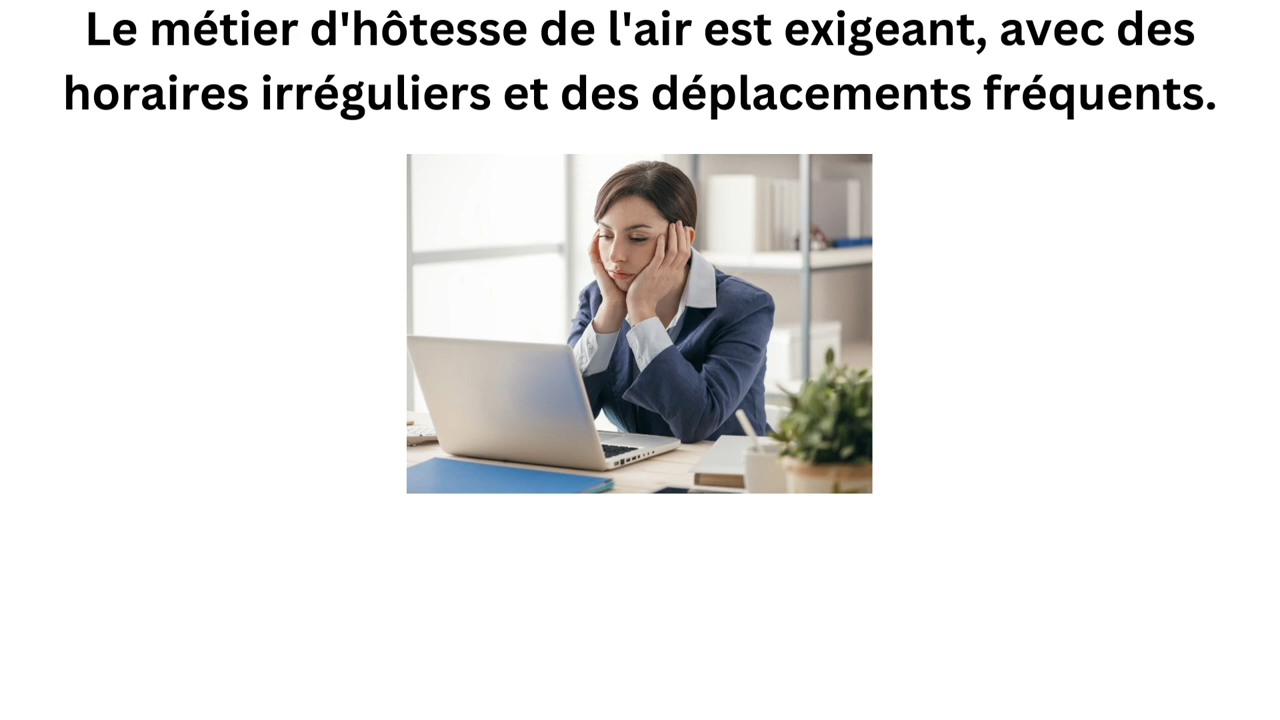 Le métier d'hôtesse de l'air est exigeant, avec des
horaires irréguliers et des déplacements fréquents.